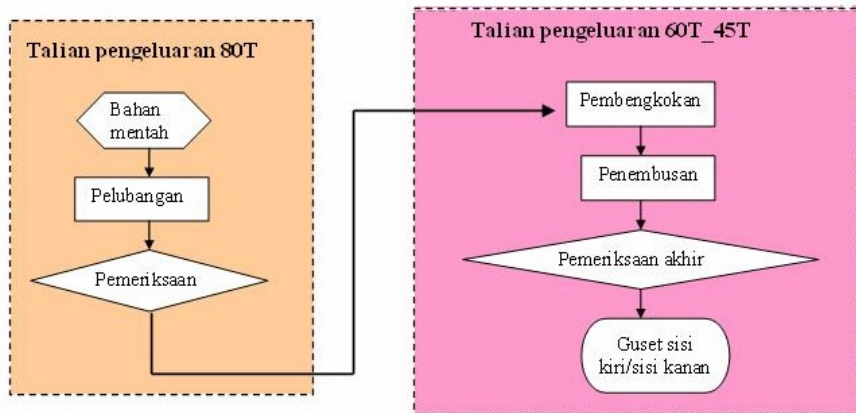 Talian pengeluaran 80T
Bahan
mentah
Pelubangan
Pemeriksaan
Talian pengeluaran 60T_45T
Pembengkokan
Penembusan
Pemeriksaan akhir
Guset sisi
kiri/sisi kanan